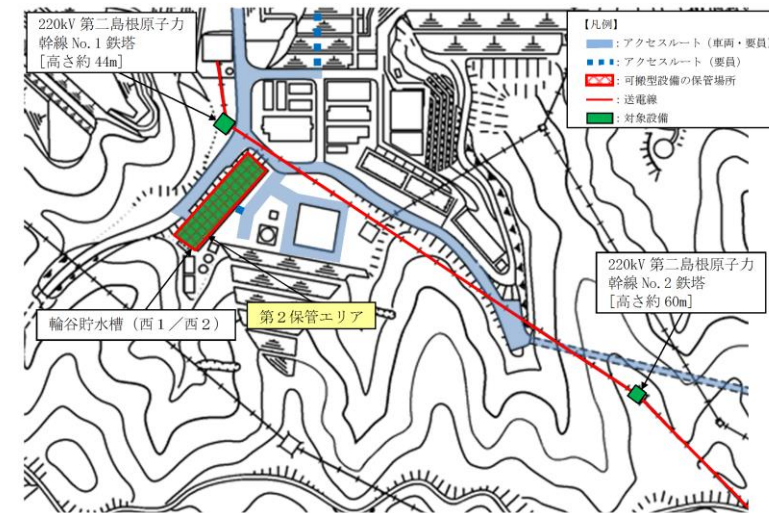 220kV 第二島根原子力
幹線 No.1 鉄塔
[高さ約 44m]
【凡例】
：アクセスルート（車両・要員）
：アクセスルート（要員）
：可搬型設備の保管場所
：送電線
：対象設備
220kV 第二島根原子力
幹線 No.2 鉄塔
[高さ約 60m]
輪谷貯水槽（西１／西２）
第２保管エリア